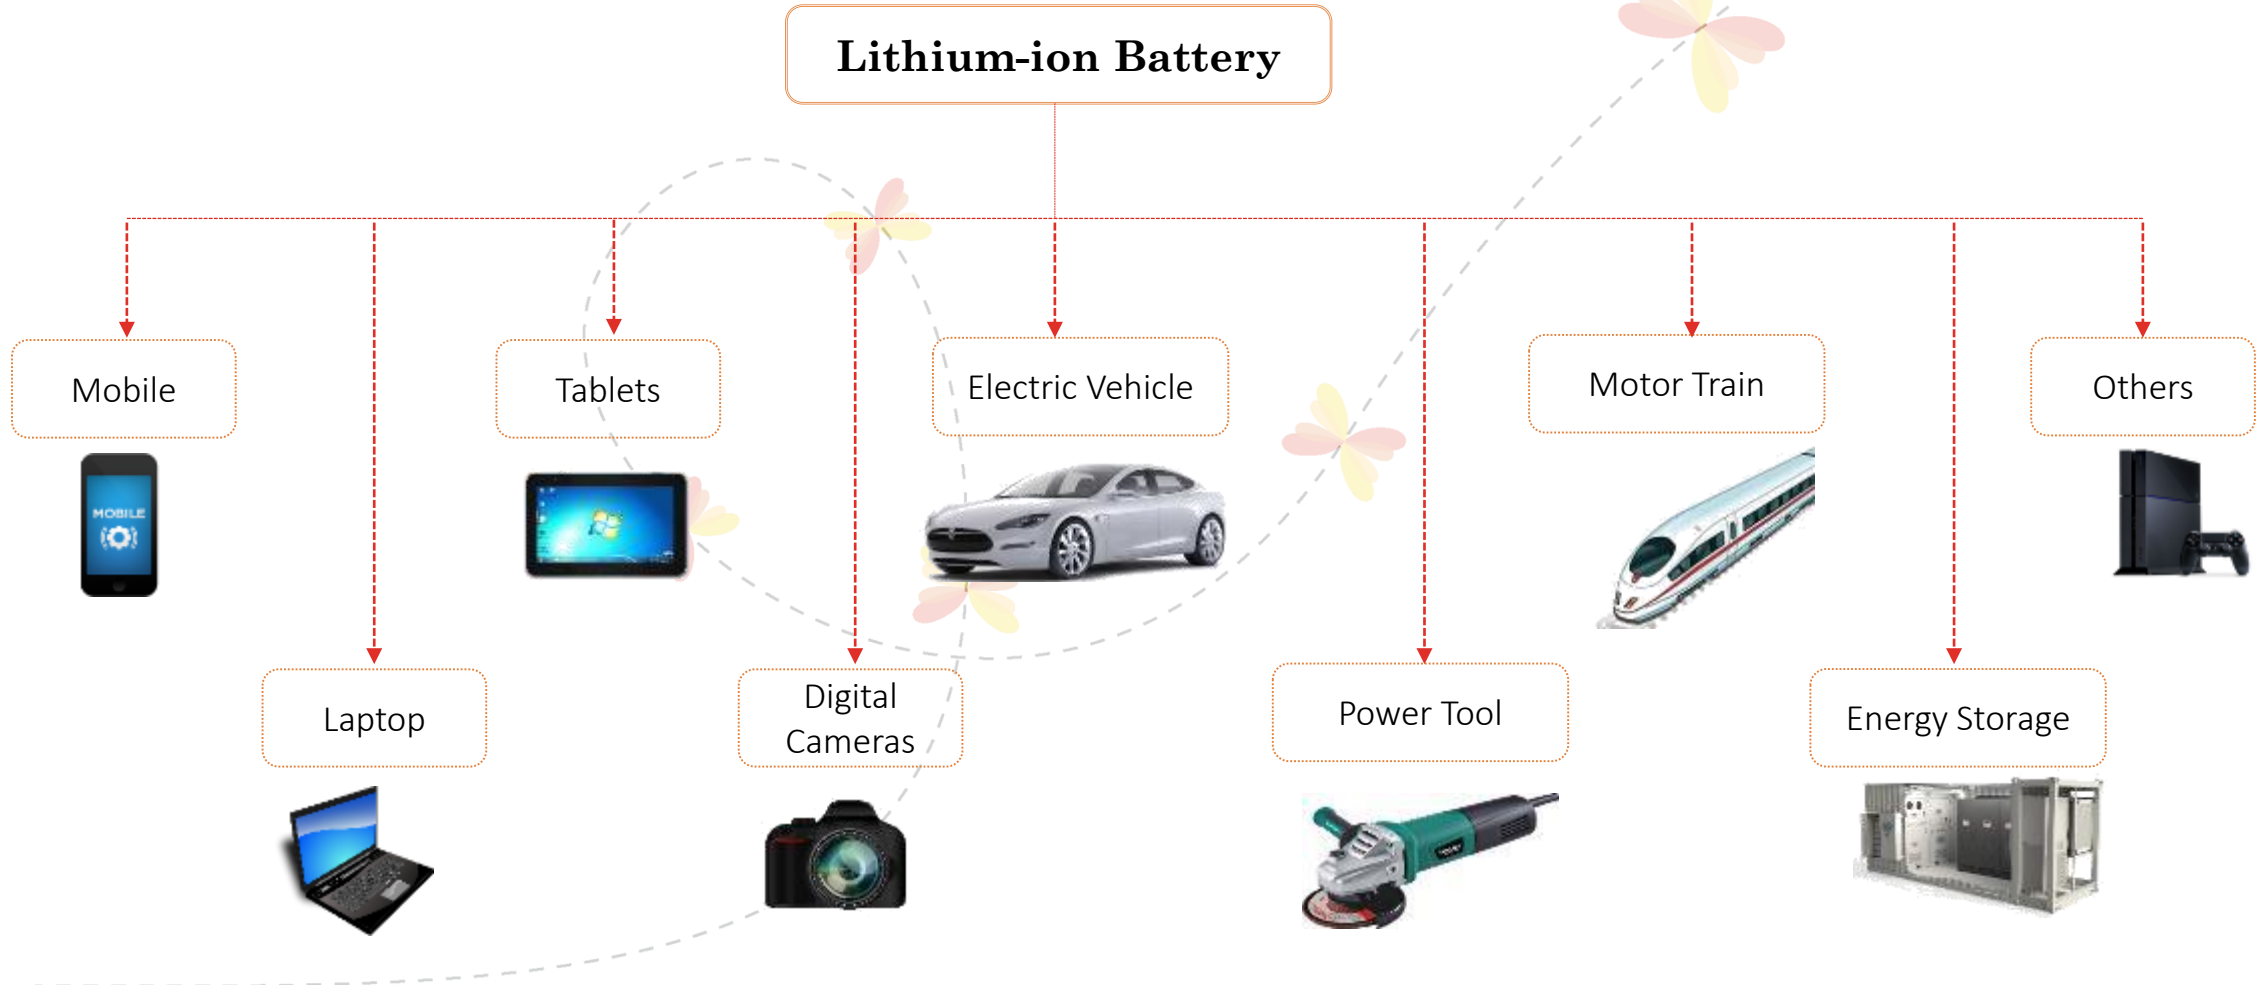 Lithium-ion Battery
Mobile
Tablets
Electric Vehicle
Motor Train
Others
MOBILE
Laptop
Digital
Cameras
Power Tool
Energy Storage